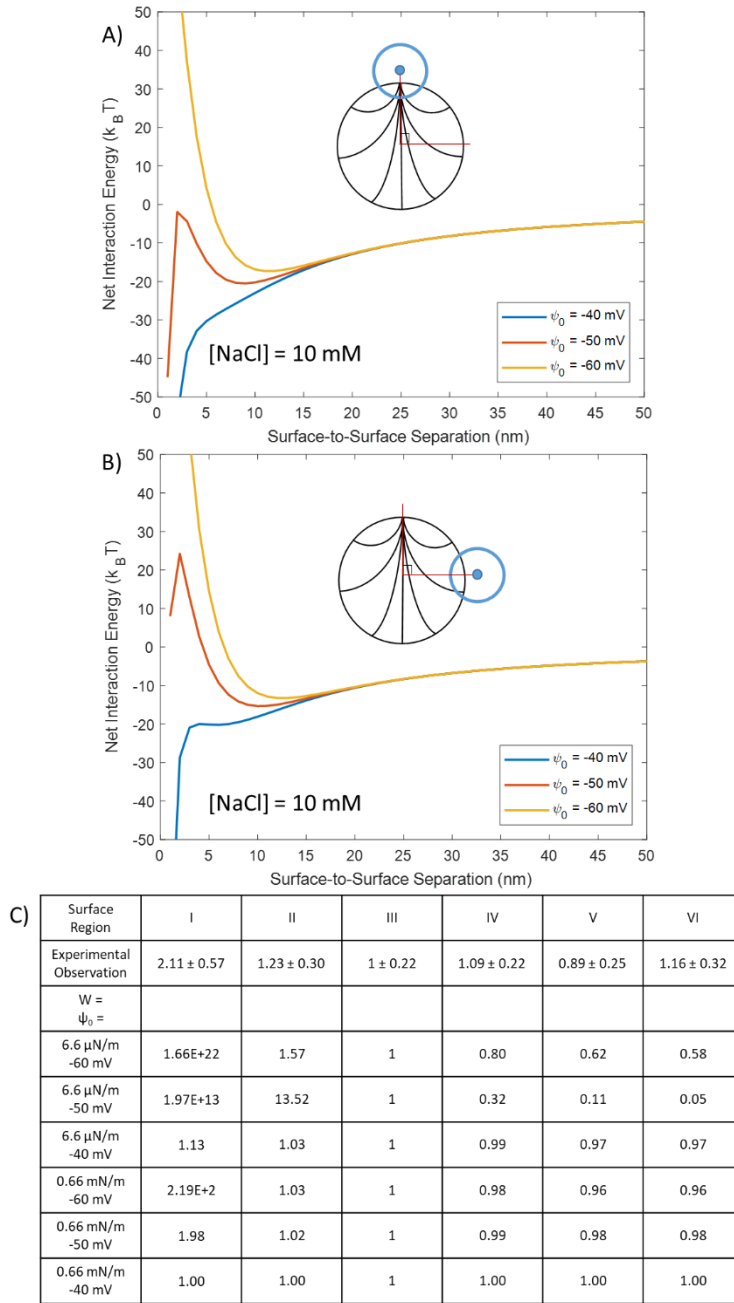 A)
Net Interaction Energy (k_B T)
50
40
30
20
10
0
-10
-20
-30
-40
-50
ψ₀ = -40 mV
ψ₀ = -50 mV
ψ₀ = -60 mV
[NaCl] = 10 mM
0 5 10 15 20 25 30 35 40 45 50
Surface-to-Surface Separation (nm)
B)
Net Interaction Energy (k_B T)
50
40
30
20
10
0
-10
-20
-30
-40
-50
ψ₀ = -40 mV
ψ₀ = -50 mV
ψ₀ = -60 mV
[NaCl] = 10 mM
0 5 10 15 20 25 30 35 40 45 50
Surface-to-Surface Separation (nm)
C)
Surface Region I II III IV V VI
Experimental Observation 2.11 ± 0.57 1.23 ± 0.30 1 ± 0.22 1.09 ± 0.22 0.89 ± 0.25 1.16 ± 0.32
W =
ψ₀ =
6.6 µN/m -60 mV 1.66E+22 1.57 1 0.80 0.62 0.58
6.6 µN/m -50 mV 1.97E+13 13.52 1 0.32 0.11 0.05
6.6 µN/m -40 mV 1.13 1.03 1 0.99 0.97 0.97
0.66 mN/m -60 mV 2.19E+2 1.03 1 0.98 0.96 0.96
0.66 mN/m -50 mV 1.98 1.02 1 0.99 0.98 0.98
0.66 mN/m -40 mV 1.00 1.00 1 1.00 1.00 1.00